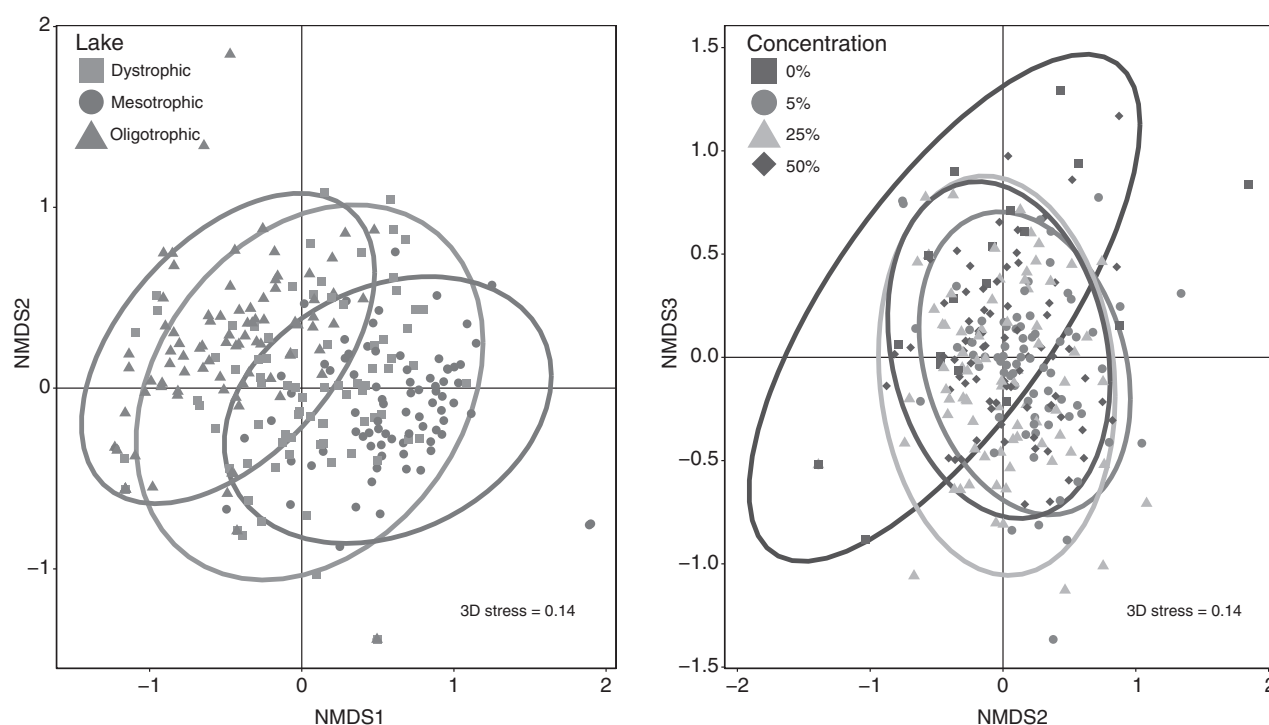 Lake
Dystrophic
Mesotrophic
Oligotrophic
2
1
0
−1
NMDS2
−1
0
1
2
NMDS1
3D stress = 0.14
Concentration
0%
5%
25%
50%
1.5
1.0
0.5
0.0
−0.5
−1.0
−1.5
NMDS3
−2
−1
0
1
2
NMDS2
3D stress = 0.14